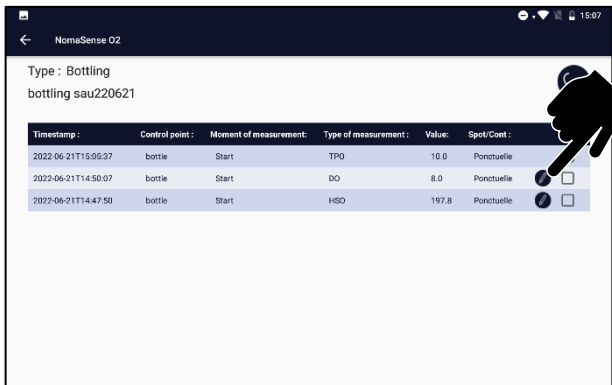 15:07
NomaSense O2
Type : Bottling
bottling sau220621
Timestamp : Control point : Moment of measurement: Type of measurement : Value: Spot/Cont :
2022-06-21T15:05:37 bottle Start TPO 10.0 Ponctuelle
2022-06-21T14:50:07 bottle Start DO 8.0 Ponctuelle
2022-06-21T14:47:50 bottle Start HSO 197.8 Ponctuelle